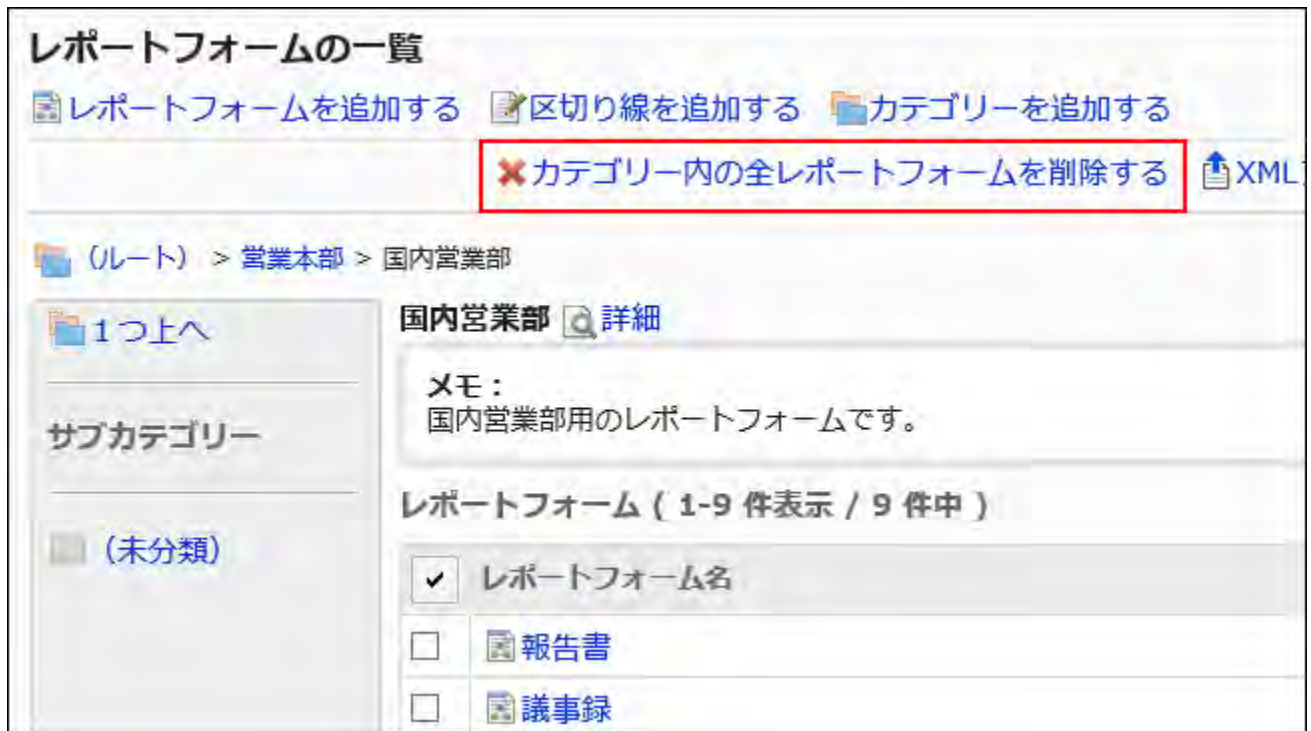 レポートフォームの一覧
レポートフォームを追加する 区切り線を追加する カテゴリーを追加する
カテゴリー内の全レポートフォームを削除する XML
(ルート) > 営業本部 > 国内営業部
1つ上へ
サブカテゴリー
(未分類)
国内営業部 詳細
メモ:
国内営業部用のレポートフォームです。
レポートフォーム ( 1-9 件表示 / 9 件中 )
レポートフォーム名
報告書
議事録